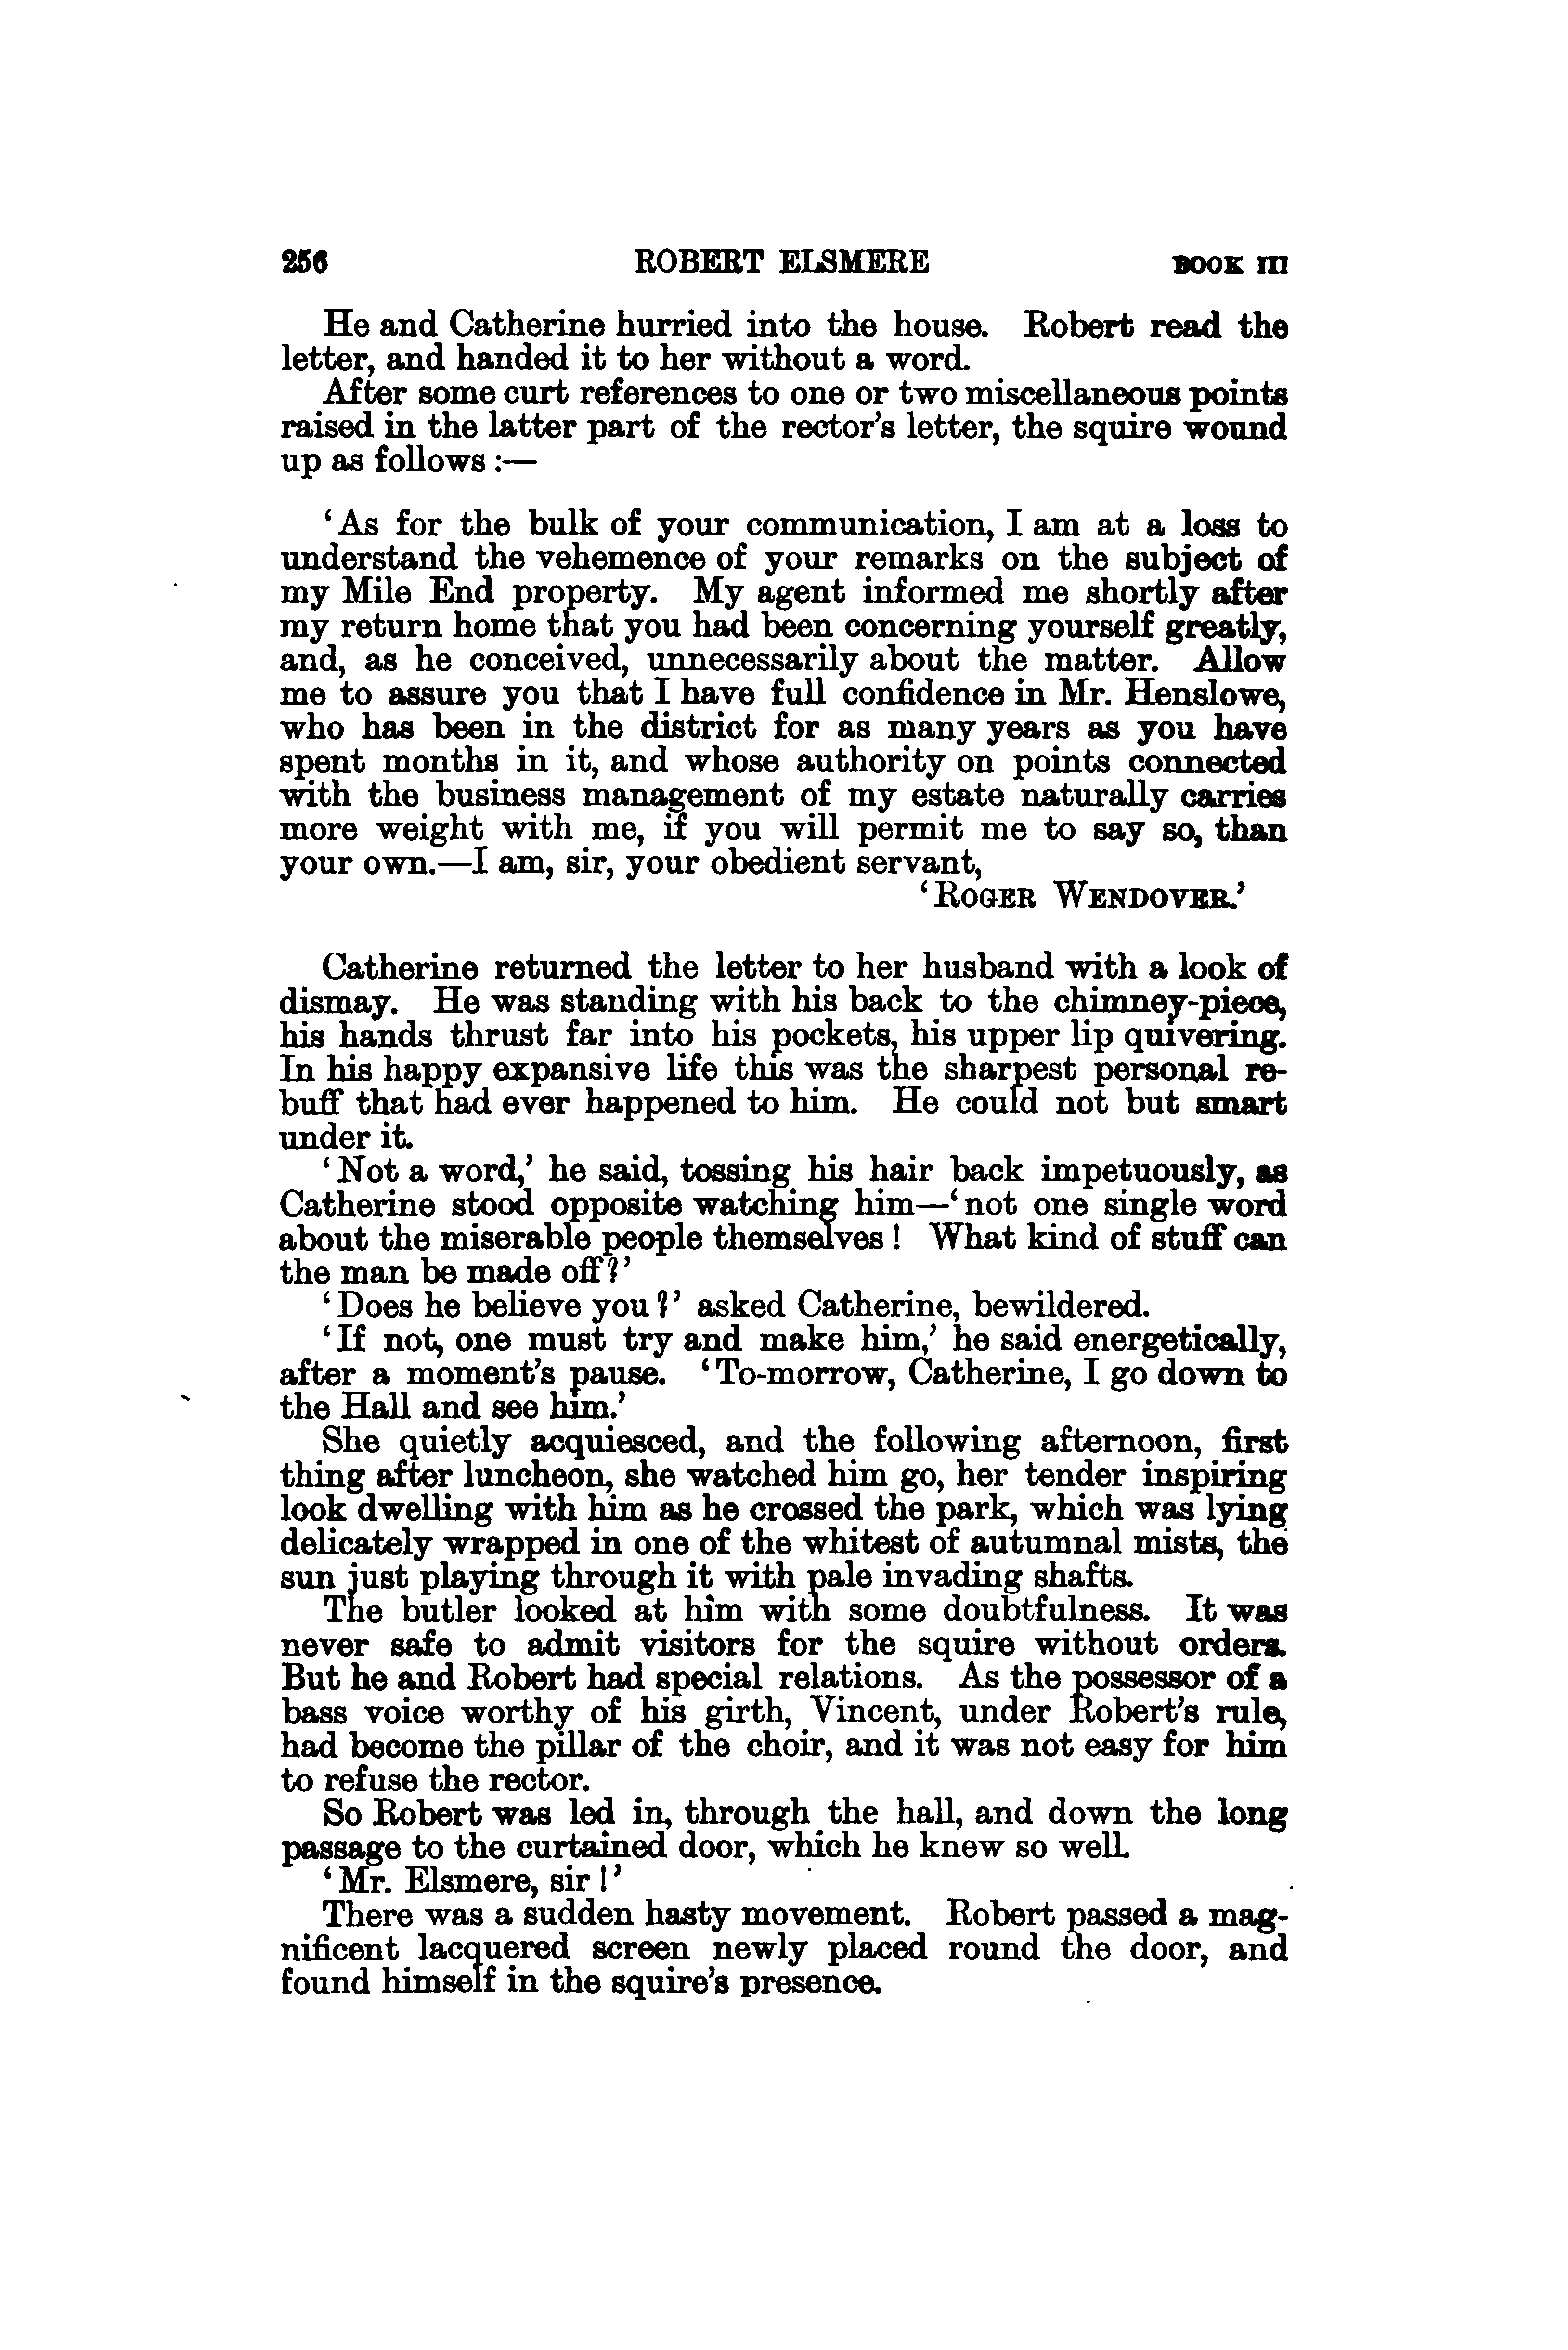 256 ROBERT ELSMERE BOOK III
He and Catherine hurried into the house. Robert read the
letter, and handed it to her without a word.
After some curt references to one or two miscellaneous points
raised in the latter part of the rector's letter, the squire wound
up as follows :—
'As for the bulk of your communication, I am at a loss to
understand the vehemence of your remarks on the subject of
my Mile End property. My agent informed me shortly after
my return home that you had been concerning yourself greatly,
and, as he conceived, unnecessarily about the matter. Allow
me to assure you that I have full confidence in Mr. Henslowe,
who has been in the district for as many years as you have
spent months in it, and whose authority on points connected
with the business management of my estate naturally carries
more weight with me, if you will permit me to say so, than
your own.—I am, sir, your obedient servant,
'ROGER WENDOVER.'
Catherine returned the letter to her husband with a look of
dismay. He was standing with his back to the chimney-piece,
his hands thrust far into his pockets, his upper lip quivering.
In his happy expansive life this was the sharpest personal re-
buff that had ever happened to him. He could not but smart
under it.
'Not a word,' he said, tossing his hair back impetuously, as
Catherine stood opposite watching him—'not one single word
about the miserable people themselves! What kind of stuff can
the man be made off?'
'Does he believe you?' asked Catherine, bewildered.
'If not, one must try and make him,' he said energetically,
after a moment's pause. 'To-morrow, Catherine, I go down to
the Hall and see him.'
She quietly acquiesced, and the following afternoon, first
thing after luncheon, she watched him go, her tender inspiring
look dwelling with him as he crossed the park, which was lying
delicately wrapped in one of the whitest of autumnal mists, the
sun just playing through it with pale invading shafts.
The butler looked at him with some doubtfulness. It was
never safe to admit visitors for the squire without orders.
But he and Robert had special relations. As the possessor of a
bass voice worthy of his girth, Vincent, under Robert's rule,
had become the pillar of the choir, and it was not easy for him
to refuse the rector.
So Robert was led in, through the hall, and down the long
passage to the curtained door, which he knew so well.
'Mr. Elsmere, sir!'
There was a sudden hasty movement. Robert passed a mag-
nificent lacquered screen newly placed round the door, and
found himself in the squire's presence.